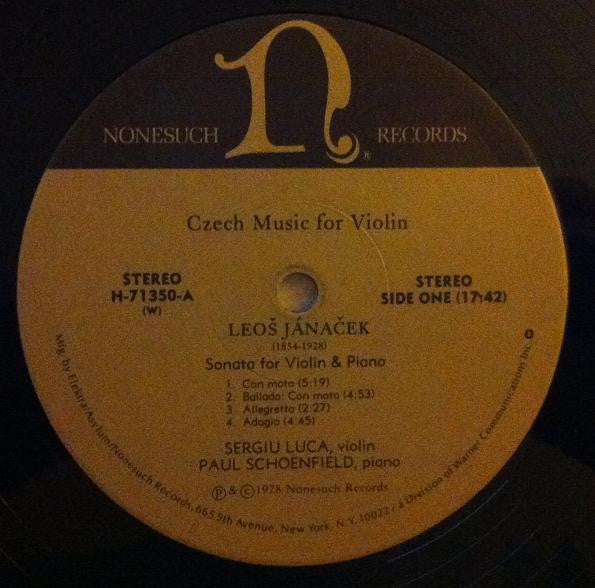 n
NONESUCH RECORDS
®
Czech Music for Violin
STEREO
H-71350-A
(W)
STEREO
SIDE ONE (17:42)
LEOŠ JÁNAČEK
(1854-1928)
Sonata for Violin & Piano
1. Con moto (5:19)
2. Ballada: Con moto (4:53)
3. Allegretto (2:27)
4. Adagio (4:45)
SERGIU LUCA, violin
PAUL SCHOENFIELD, piano
Ⓟ & ©1978 Nonesuch Records
Mfg. by Elektra/Asylum/Nonesuch Records, 665 5th Avenue, New York, N.Y. 10022 / a Division of Warner Communications Inc.